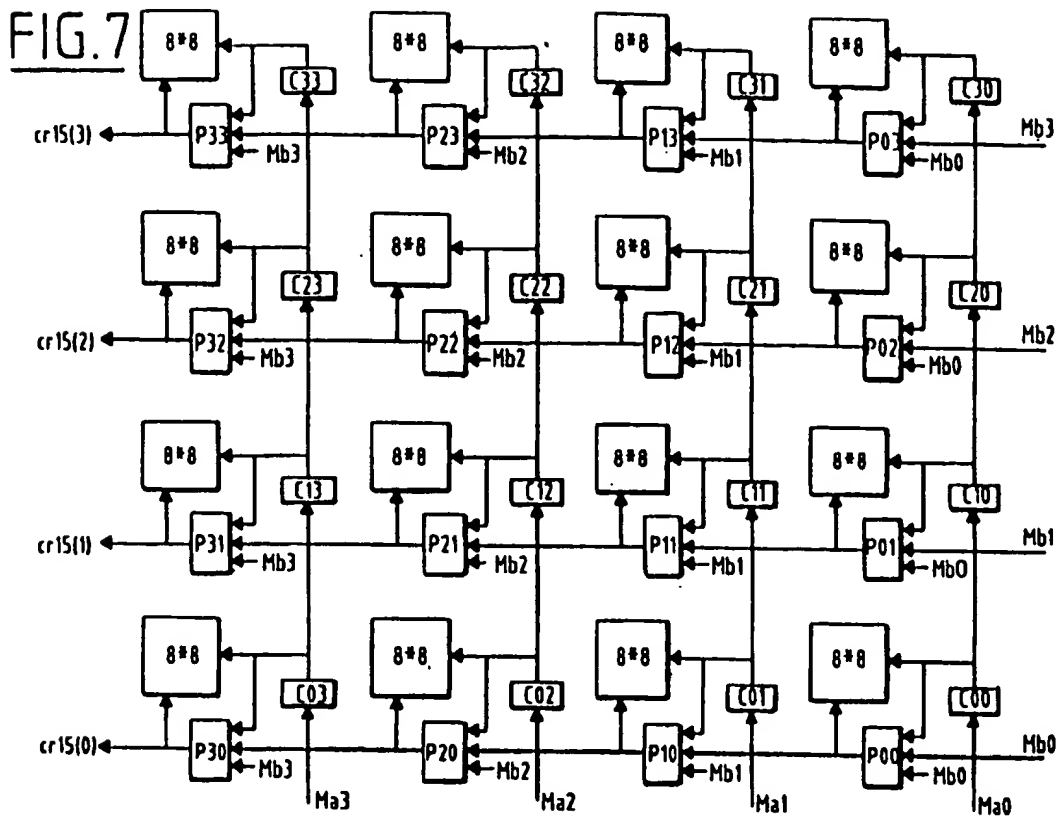 FIG.7
8*8 C33 8*8 C32 8*8 C31 8*8 C30
cr15(3) P33 Mb3 P23 Mb2 P13 Mb1 P03 Mb0 Mb3
8*8 C23 8*8 C22 8*8 C21 8*8 C20
cr15(2) P32 Mb3 P22 Mb2 P12 Mb1 P02 Mb0 Mb2
8*8 C13 8*8 C12 8*8 C11 8*8 C10
cr15(1) P31 Mb3 P21 Mb2 P11 Mb1 P01 Mb0 Mb1
8*8 C03 8*8 C02 8*8 C01 8*8 C00
cr15(0) P30 Mb3 P20 Mb2 P10 Mb1 P00 Mb0 Mb0
Ma3 Ma2 Ma1 Ma0